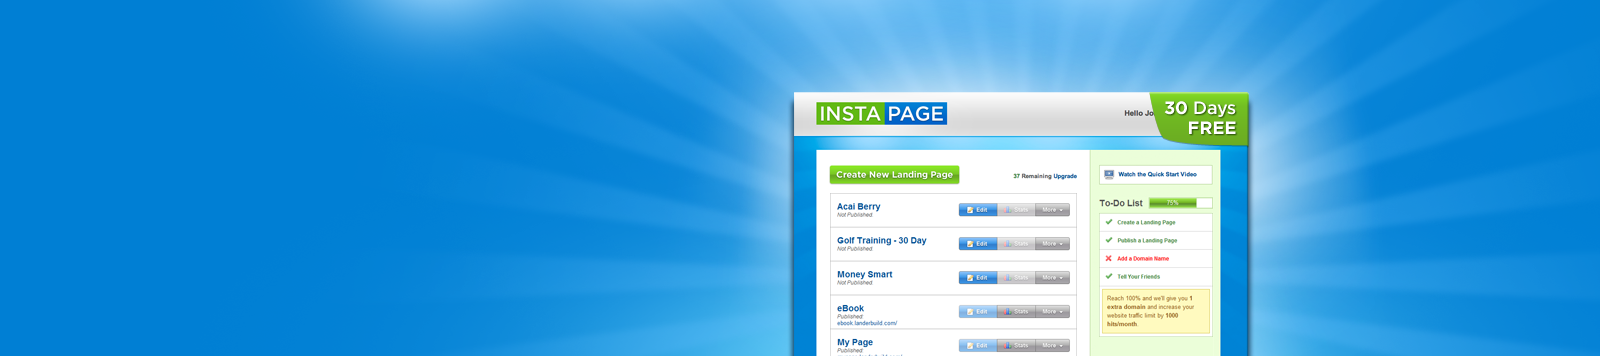 INSTAPAGE
Hello Jo
30 Days
FREE
Create New Landing Page
37 Remaining Upgrade
Acai Berry
Not Published
Edit Stats More
Golf Training - 30 Day
Not Published
Edit Stats More
Money Smart
Not Published
Edit Stats More
eBook
Published
ebook.landerbuild.com/
Edit Stats More
My Page
Published
Edit Stats More
Watch the Quick Start Video
To-Do List 75%
Create a Landing Page
Publish a Landing Page
Add a Domain Name
Tell Your Friends
Reach 100% and we'll give you 1
extra domain and increase your
website traffic limit by 1000
hits/month.